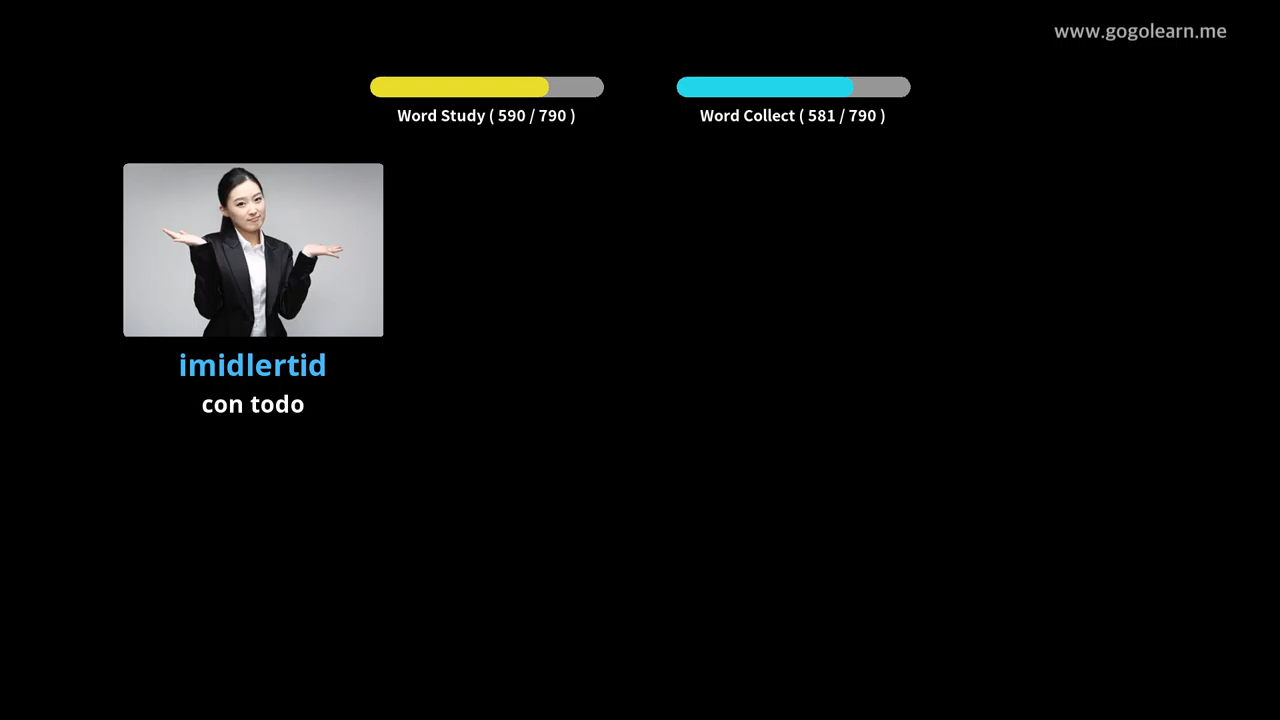 www.gogolearn.me
Word Study ( 590 / 790 )
Word Collect ( 581 / 790 )
imidlertid
con todo